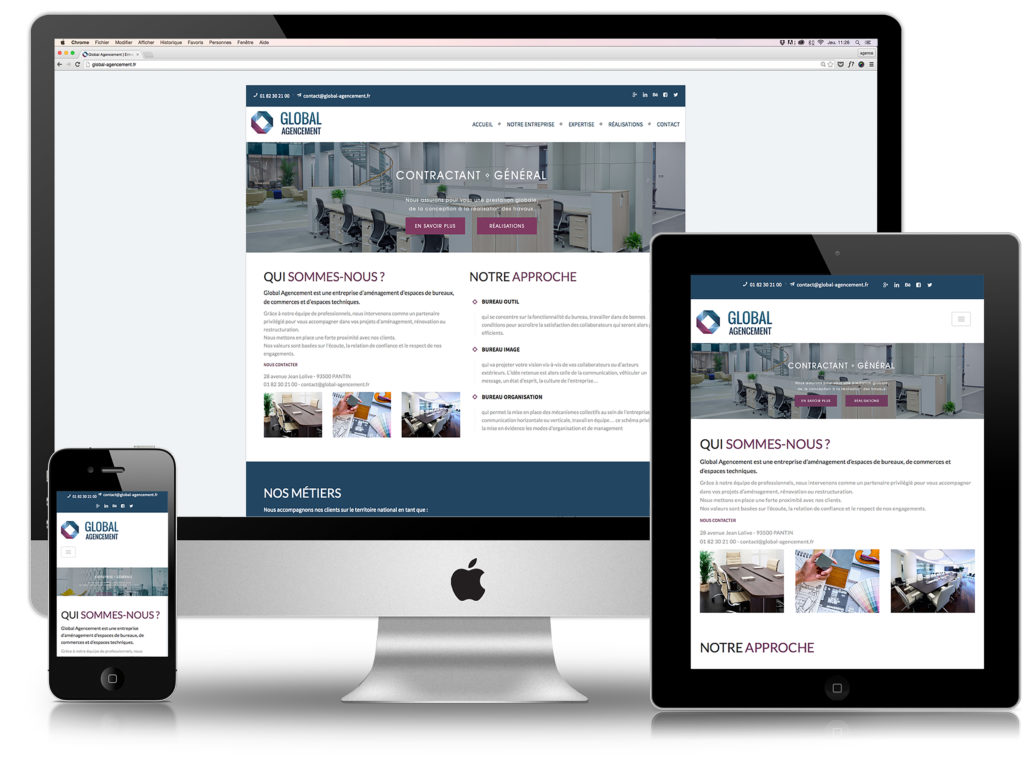 Chrome Fichier Modifier Afficher Historique Favoris Personnes Fenêtre Aide
Jeu. 11:26
Global Agencement | Entr
agence
global-agencement.fr
01 82 30 21 00 contact@global-agencement.fr
GLOBAL
AGENCEMENT
ACCUEIL NOTRE ENTREPRISE EXPERTISE RÉALISATIONS CONTACT
CONTRACTANT GÉNÉRAL
Nous assurons pour vous une prestation globale,
de la conception à la réalisation des travaux.
EN SAVOIR PLUS RÉALISATIONS
QUI SOMMES-NOUS ?
Global Agencement est une entreprise d'aménagement d'espaces de bureaux,
de commerces et d'espaces techniques.
Grâce à notre équipe de professionnels, nous intervenons comme un partenaire
privilégié pour vous accompagner dans vos projets d'aménagement, rénovation ou
restructuration.
Nous mettons en place une forte proximité avec nos clients.
Nos valeurs sont basées sur l'écoute, la relation de confiance et le respect de nos
engagements.
NOUS CONTACTER
28 avenue Jean Lolive - 93500 PANTIN
01 82 30 21 00 - contact@global-agencement.fr
NOTRE APPROCHE
BUREAU OUTIL
qui se concentre sur la fonctionnalité du bureau, travailler dans de bonnes
conditions pour accroître la satisfaction des collaborateurs qui seront alors
efficients.
BUREAU IMAGE
qui va projeter votre vision vis-à-vis de vos collaborateurs ou d'acteurs
extérieurs. L'idée retenue est alors celle de la communication, véhiculer un
message, un état d'esprit, la culture de l'entreprise ...
BUREAU ORGANISATION
qui permet la mise en place des mécanismes collectifs au sein de l'entreprise
communication horizontale ou verticale, travail en équipe ... ce schéma
la mise en évidence les modes d'organisation et de management
NOS MÉTIERS
Nous accompagnons nos clients sur le territoire national en tant que :
01 82 30 21 00 contact@global-agencement.fr
GLOBAL
AGENCEMENT
QUI SOMMES-NOUS ?
Global Agencement est une entreprise
d'aménagement d'espaces de bureaux, de
commerces et d'espaces techniques.
Grâce à notre équipe de professionnels, nous
01 82 30 21 00 contact@global-agencement.fr
GLOBAL
AGENCEMENT
CONTRACTANT GÉNÉRAL
Nous assurons pour vous une prestation globale,
de la conception à la réalisation des travaux.
EN SAVOIR PLUS RÉALISATIONS
QUI SOMMES-NOUS ?
Global Agencement est une entreprise d'aménagement d'espaces de bureaux, de commerces et
d'espaces techniques.
Grâce à notre équipe de professionnels, nous intervenons comme un partenaire privilégié pour vous accompagner
dans vos projets d'aménagement, rénovation ou restructuration.
Nous mettons en place une forte proximité avec nos clients.
Nos valeurs sont basées sur l'écoute, la relation de confiance et le respect de nos engagements.
NOUS CONTACTER
28 avenue Jean Lolive - 93500 PANTIN
01 82 30 21 00 - contact@global-agencement.fr
NOTRE APPROCHE